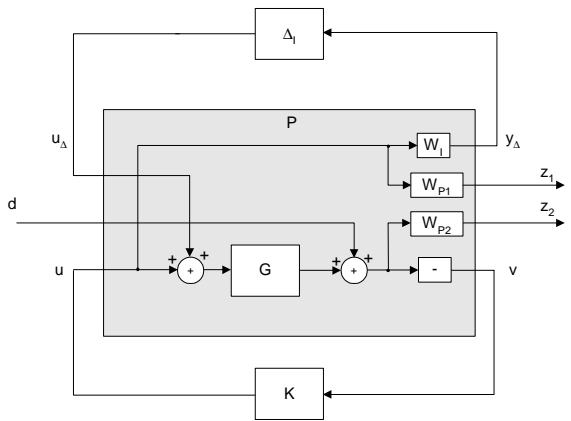 Δ_I
P
u_Δ
W_I
y_Δ
W_P1
z_1
d
W_P2
z_2
+ +
+ +
u
+
G
+
-
v
K